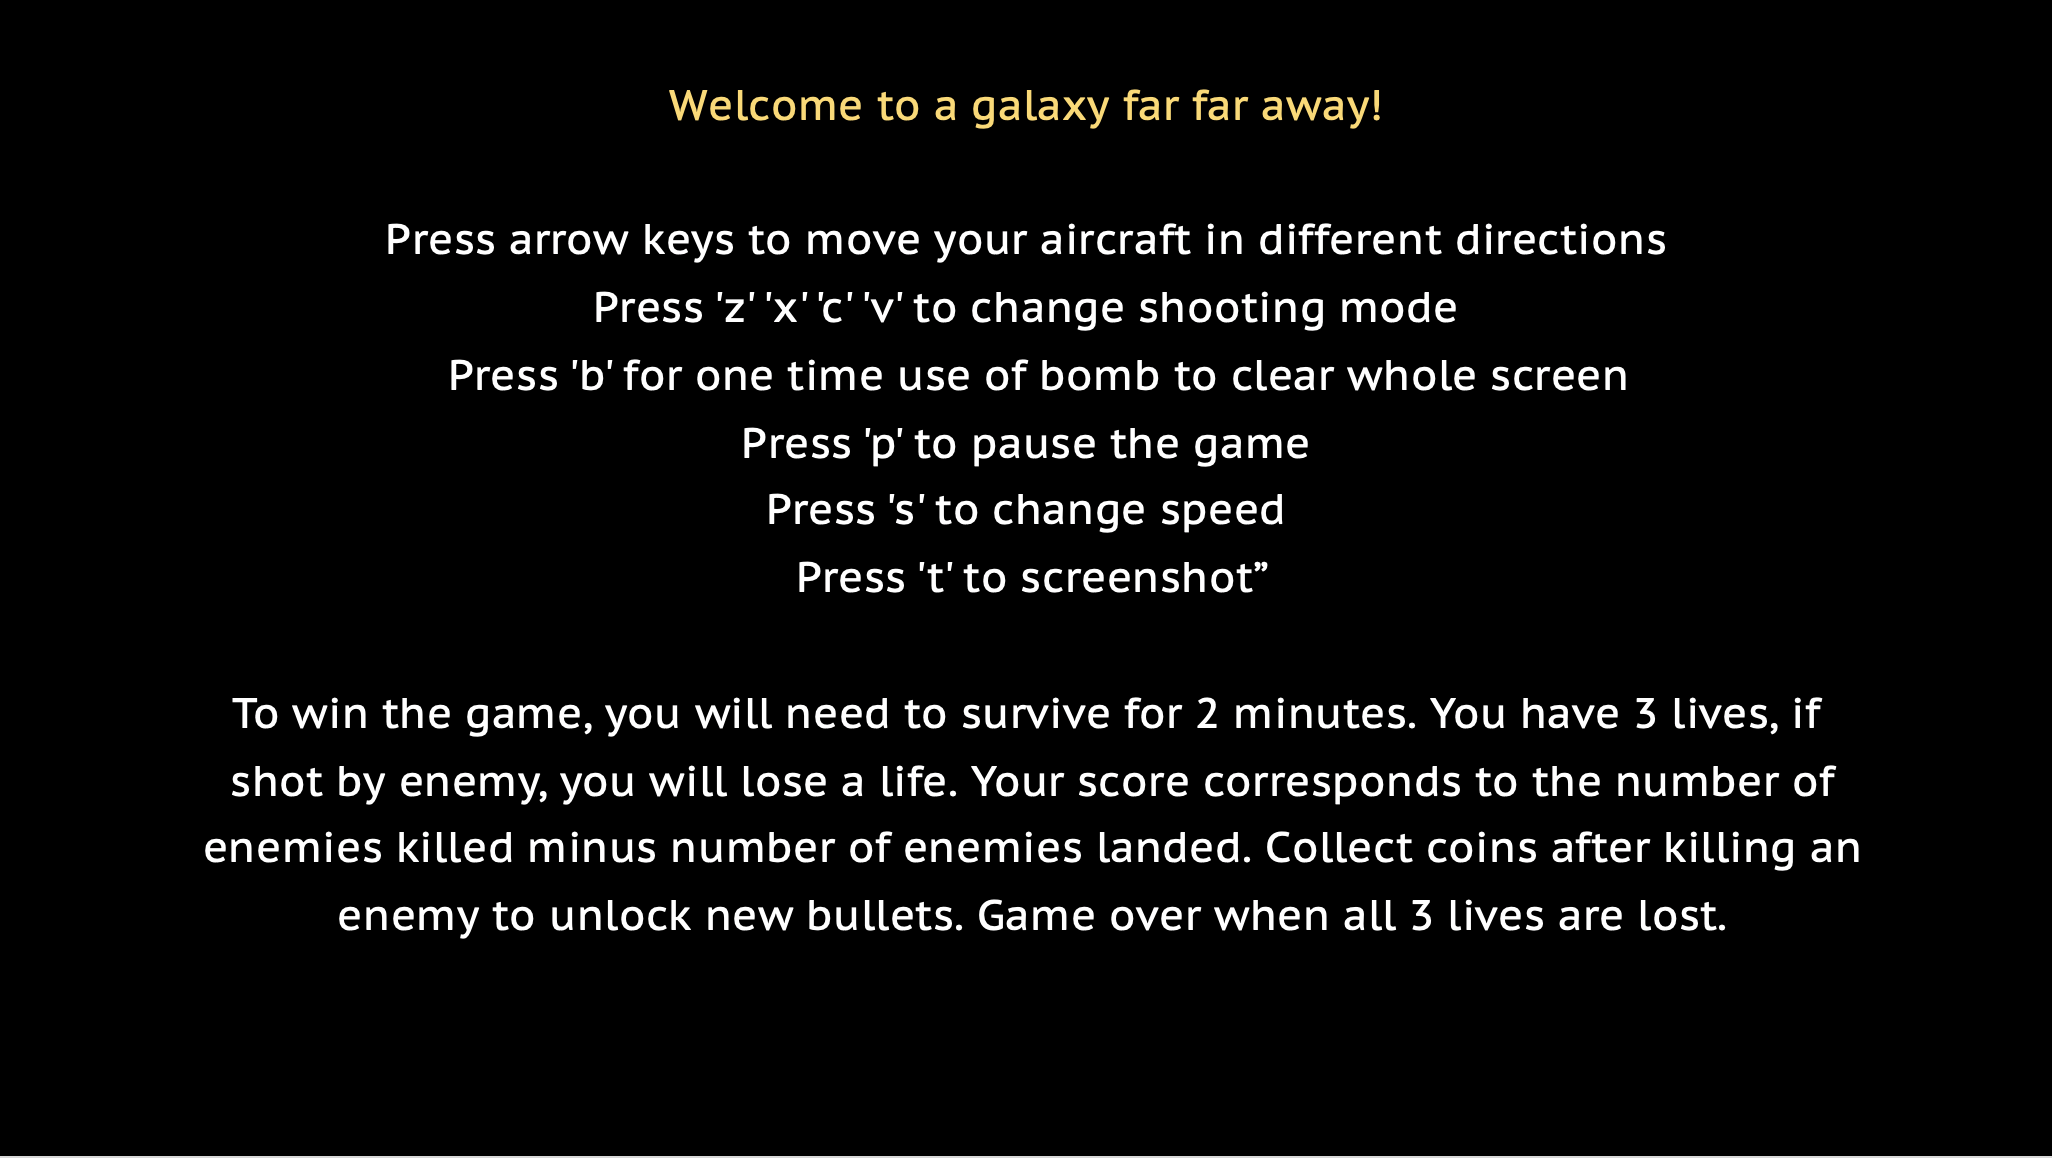 Welcome to a galaxy far far away!
Press arrow keys to move your aircraft in different directions
Press 'z' 'x' 'c' 'v' to change shooting mode
Press 'b' for one time use of bomb to clear whole screen
Press 'p' to pause the game
Press 's' to change speed
Press 't' to screenshot”
To win the game, you will need to survive for 2 minutes. You have 3 lives, if
shot by enemy, you will lose a life. Your score corresponds to the number of
enemies killed minus number of enemies landed. Collect coins after killing an
enemy to unlock new bullets. Game over when all 3 lives are lost.